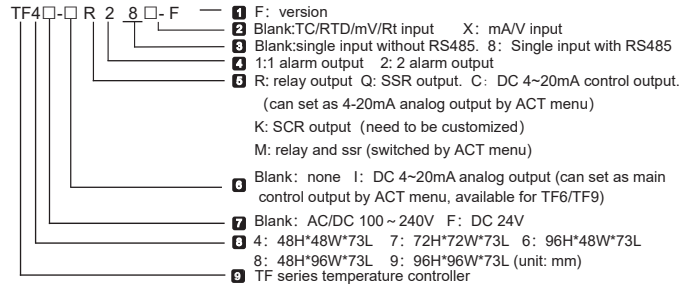 TF4□-□ R 2 8 □- F
1 F: version
2 Blank:TC/RTD/mV/Rt input X: mA/V input
3 Blank:single input without RS485. 8: Single input with RS485
4 1:1 alarm output 2: 2 alarm output
5 R: relay output Q: SSR output. C: DC 4~20mA control output.
(can set as 4-20mA analog output by ACT menu)
K: SCR output (need to be customized)
M: relay and ssr (switched by ACT menu)
6 Blank: none I: DC 4~20mA analog output (can set as main
control output by ACT menu, available for TF6/TF9)
7 Blank: AC/DC 100~240V F: DC 24V
8 4: 48H*48W*73L 7: 72H*72W*73L 6: 96H*48W*73L
8: 48H*96W*73L 9: 96H*96W*73L (unit: mm)
9 TF series temperature controller